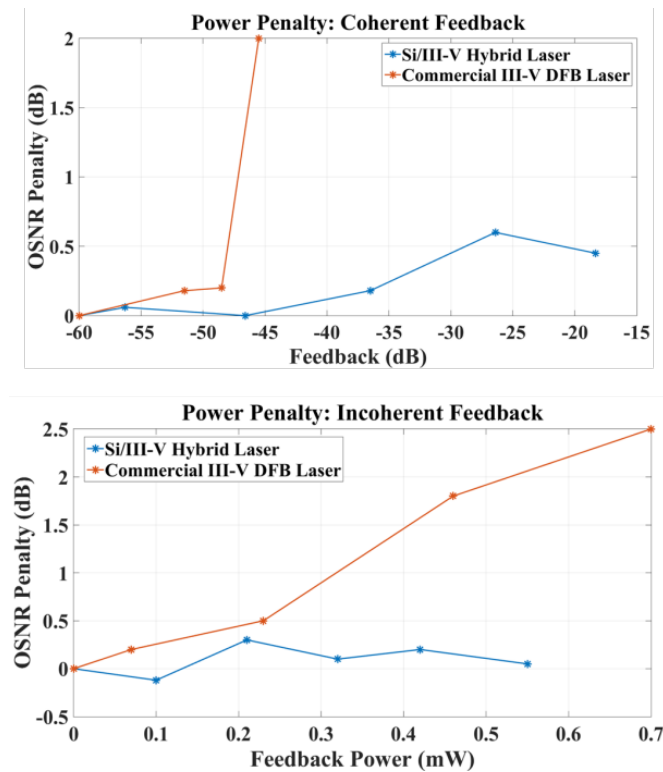 Power Penalty: Coherent Feedback
Si/III-V Hybrid Laser
Commercial III-V DFB Laser
OSNR Penalty (dB)
2
1.5
1
0.5
0
-60 -55 -50 -45 -40 -35 -30 -25 -20 -15
Feedback (dB)
Power Penalty: Incoherent Feedback
Si/III-V Hybrid Laser
Commercial III-V DFB Laser
OSNR Penalty (dB)
2.5
2
1.5
1
0.5
0
-0.5
0 0.1 0.2 0.3 0.4 0.5 0.6 0.7
Feedback Power (mW)